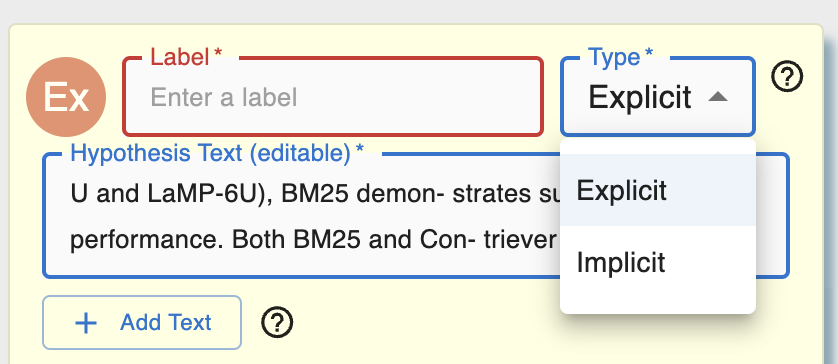 Label *
Type *
Ex
Enter a label
Explicit
?
Hypothesis Text (editable) *
U and LaMP-6U), BM25 demon- strates
Explicit
performance. Both BM25 and Con- triever
Implicit
+ Add Text
?